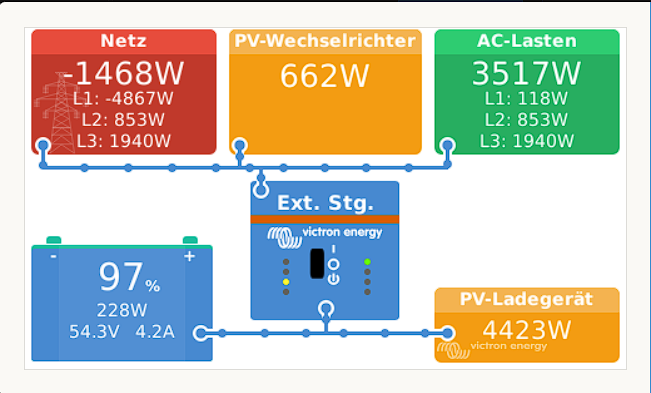 Netz
-1468W
L1: -4867W
L2: 853W
L3: 1940W
PV-Wechselrichter
662W
AC-Lasten
3517W
L1: 118W
L2: 853W
L3: 1940W
Ext. Stg.
victron energy
I
- +
97%
228W
54.3V 4.2A
PV-Ladegerät
4423W
victron energy